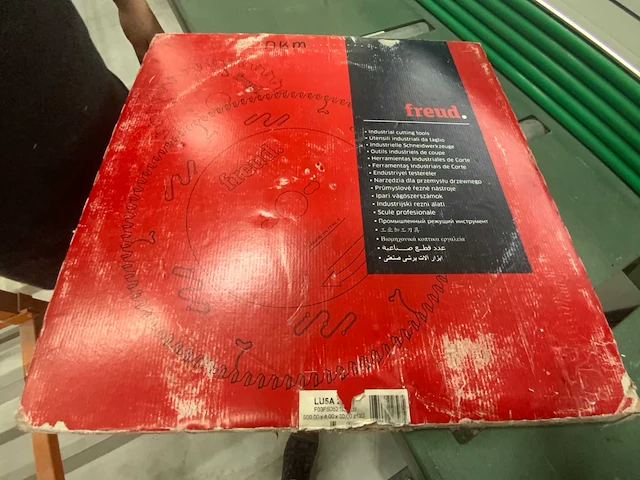 nkm
freud.
freud.
• Industrial cutting tools
• Utensili industriali da taglio
• Industrielle Schneidwerkzeuge
• Outils industriels de coupe
• Herramientas Industriales de Corte
• Ferramentas Industriais de Corte
• Endüstriyel testereler
• Narzędzia dla przemysłu drzewnego
• Průmyslové řezné nástroje
• Ipari vágószerszámok
• Industrijski rezni alati
• Scule profesionale
• Промышленный режущий инструмент
• 工业加工刀具
• Βιομηχανικά κοπτικά εργαλεία
• عدد قطع صناعية
• ابزار آلات برشی صنعتی
LU5A